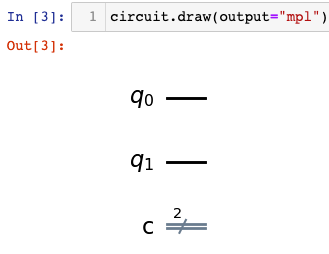 In [3]: 1 circuit.draw(output="mpl")
Out[3]:
q0
q1
2
c